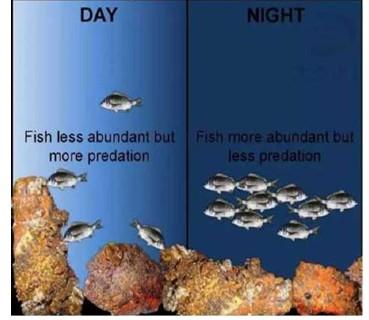 DAY
Fish less abundant but
more predation
NIGHT
Fish more abundant but
less predation